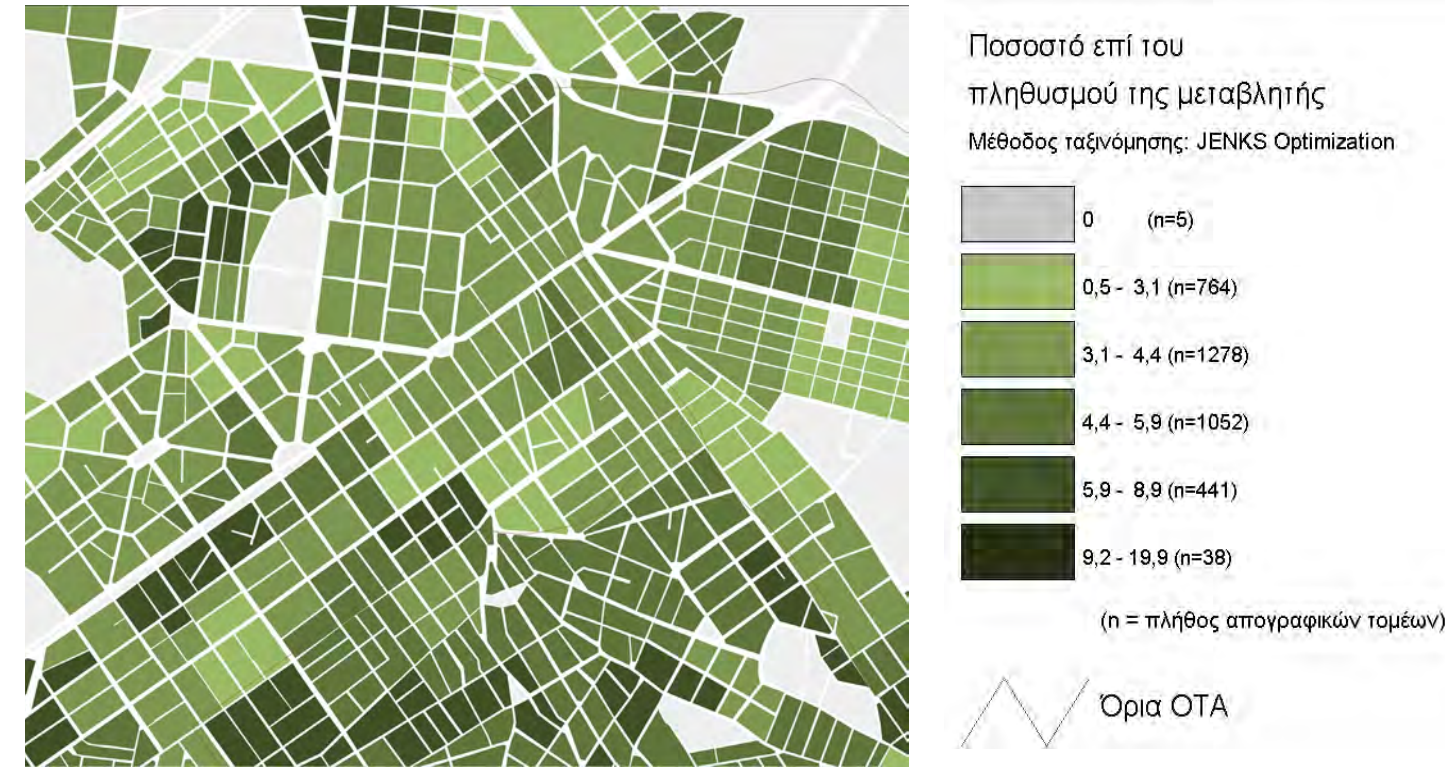 Ποσοστό επί του
πληθυσμού της μεταβλητής
Μέθοδος ταξινόμησης: JENKS Optimization
0 (n=5)
0,5 - 3,1 (n=764)
3,1 - 4,4 (n=1278)
4,4 - 5,9 (n=1052)
5,9 - 8,9 (n=441)
9,2 - 19,9 (n=38)
(n = πλήθος απογραφικών τομέων)
Όρια ΟΤΑ